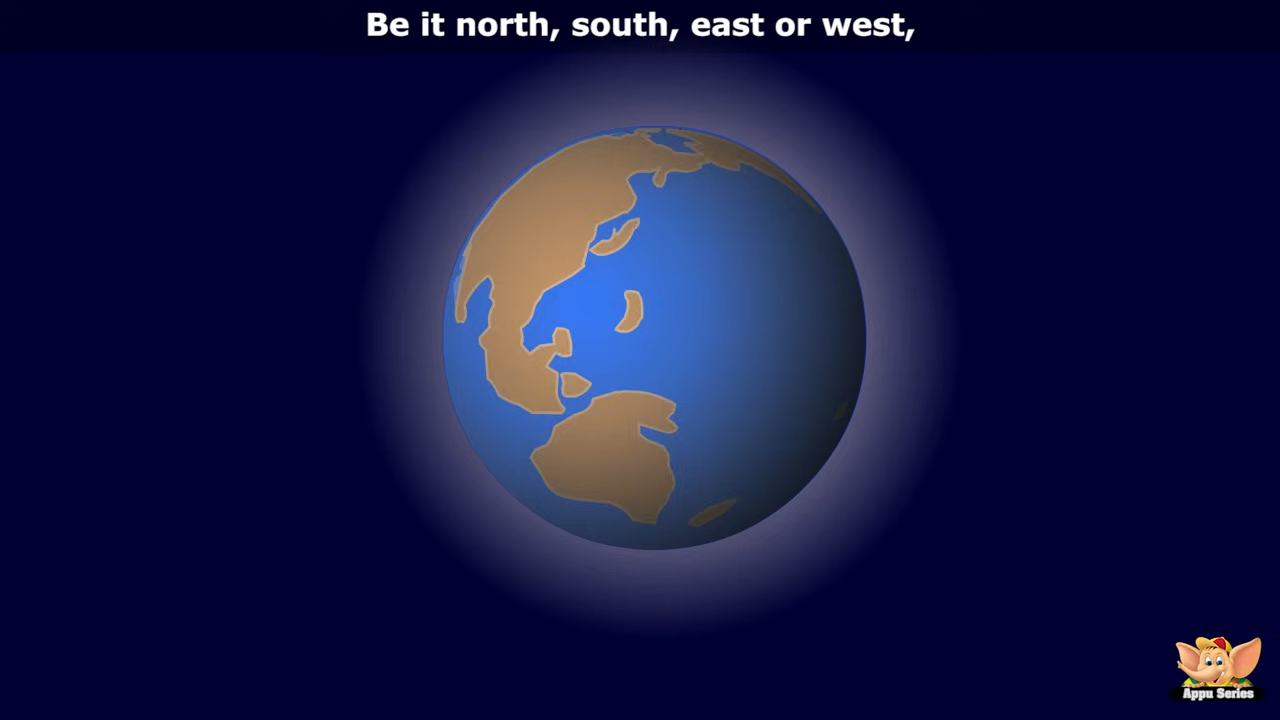 Be it north, south, east or west,
Appu Series